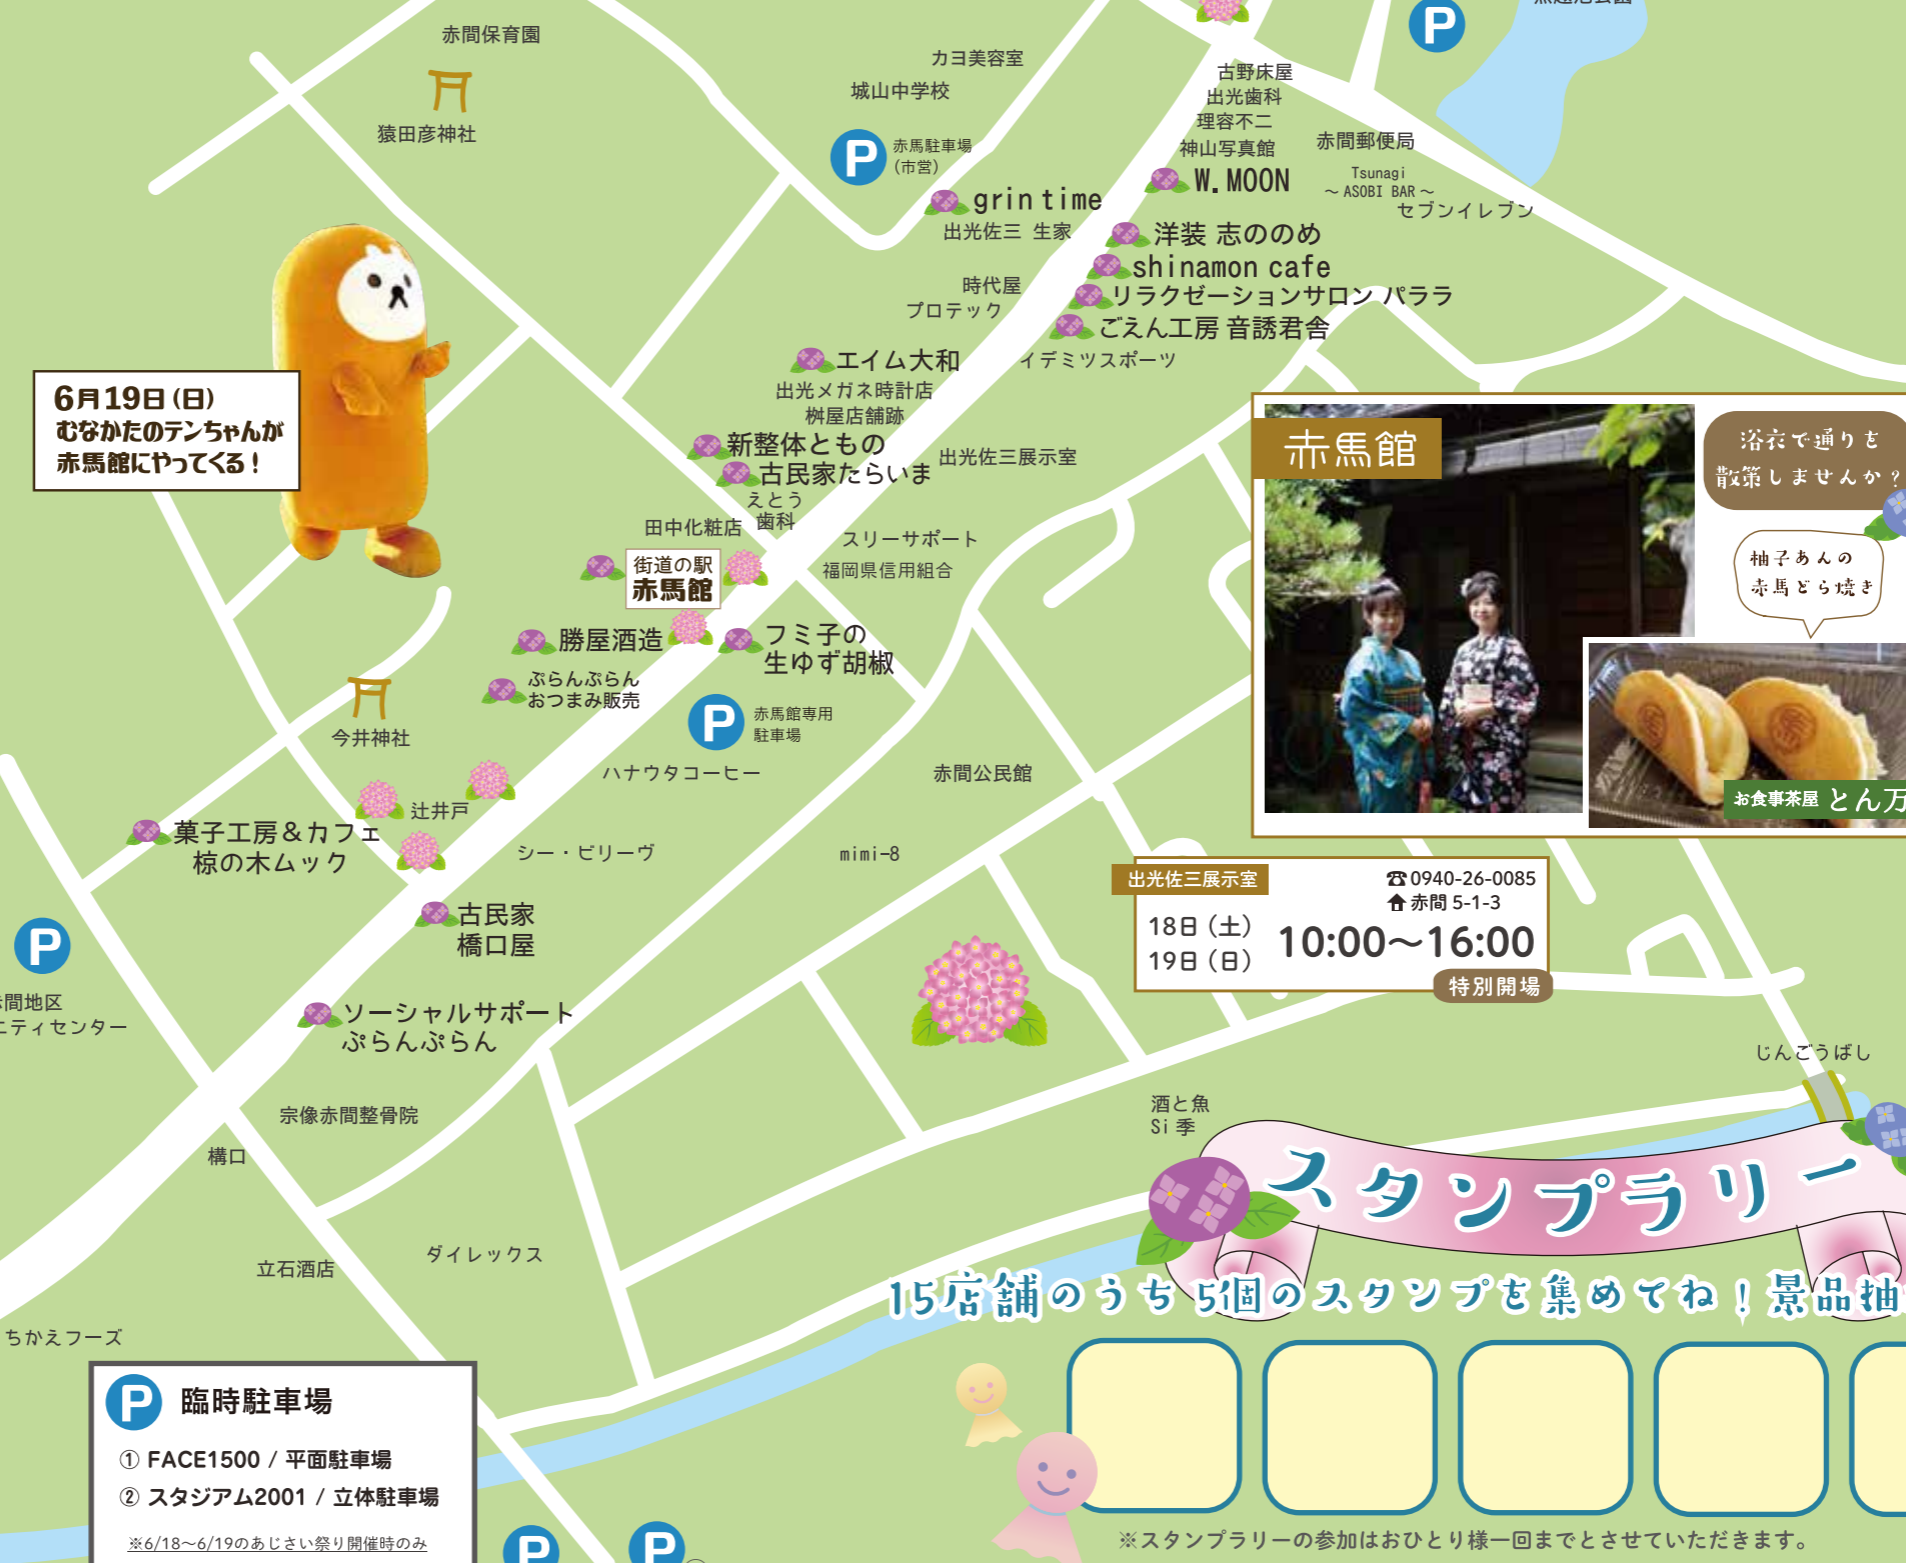 赤間保育園
猿田彦神社
カヨ美容室
城山中学校
赤馬駐車場
（市営）
古野床屋
出光歯科
理容不二
神山写真館
赤間郵便局
W.MOON
Tsunagi
～ ASOBI BAR ～
セブンイレブン
grin time
出光佐三 生家
洋装 志ののめ
shinamon cafe
リラクゼーションサロン パララ
ごえん工房 音誘君舎
時代屋
プロテック
イデミツスポーツ
エイム大和
出光メガネ時計店
桝屋店舗跡
新整体ともの
古民家たらいま
出光佐三展示室
えとう
歯科
田中化粧店
スリーサポート
福岡県信用組合
街道の駅
赤馬館
勝屋酒造
フミ子の
生ゆず胡椒
ぷらんぷらん
おつまみ販売
赤馬館専用
駐車場
今井神社
ハナウタコーヒー
赤間公民館
辻井戸
菓子工房＆カフェ
椋の木ムック
シー・ビリーヴ
mimi-8
古民家
橋口屋
間地区
ニティセンター
ソーシャルサポート
ぷらんぷらん
宗像赤間整骨院
構口
立石酒店
ダイレックス
ちかえフーズ
じんごうばし
酒と魚
Si 季
6月19日（日）
むなかたのテンちゃんが
赤馬館にやってくる！
赤馬館
浴衣で通りを
散策しませんか？
柚子あんの
赤馬どら焼き
お食事茶屋 とん万
出光佐三展示室
☎0940-26-0085
赤間 5-1-3
18日（土）
19日（日）
10:00～16:00
特別開場
スタンプラリー
15店舗のうち 5個のスタンプを集めてね！景品抽
※スタンプラリーの参加はおひとり様一回までとさせていただきます。
P 臨時駐車場
① FACE1500 / 平面駐車場
② スタジアム2001 / 立体駐車場
※6/18～6/19のあじさい祭り開催時のみ
P
P
P
P
P
P